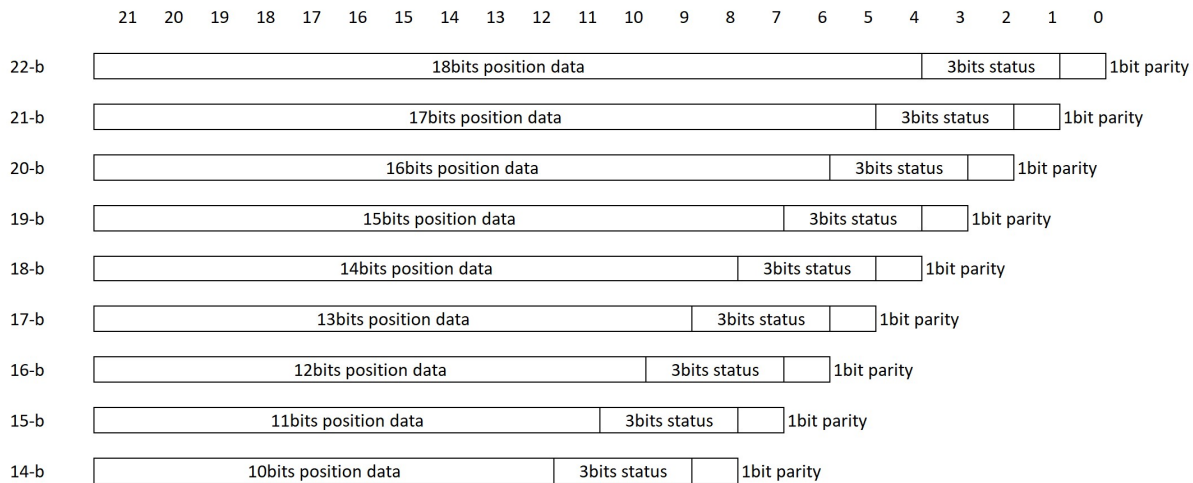 21 20 19 18 17 16 15 14 13 12 11 10 9 8 7 6 5 4 3 2 1 0
22-b 18bits position data 3bits status 1bit parity
21-b 17bits position data 3bits status 1bit parity
20-b 16bits position data 3bits status 1bit parity
19-b 15bits position data 3bits status 1bit parity
18-b 14bits position data 3bits status 1bit parity
17-b 13bits position data 3bits status 1bit parity
16-b 12bits position data 3bits status 1bit parity
15-b 11bits position data 3bits status 1bit parity
14-b 10bits position data 3bits status 1bit parity